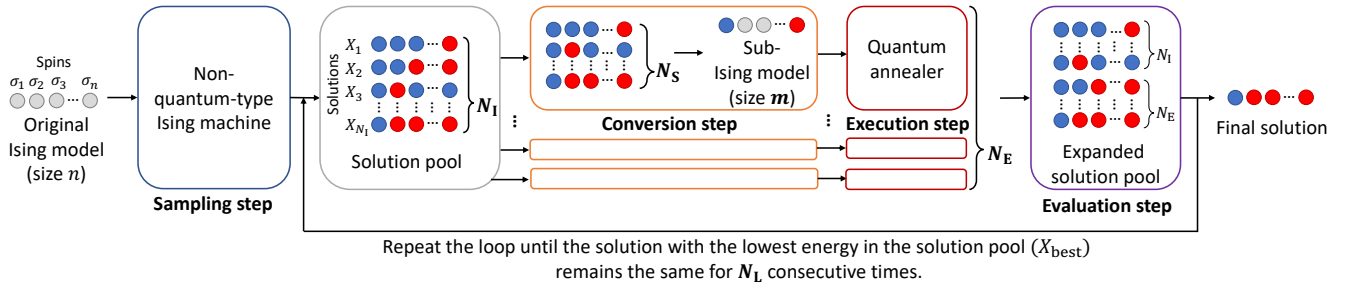 Spins
σ1 σ2 σ3 ··· σn
Original
Ising model
(size n)
Non-
quantum-type
Ising machine
Sampling step
Solutions
X1
X2
X3
XNI
NI
Solution pool
NS
Sub-
Ising model
(size m)
Conversion step
Quantum
annealer
Execution step
NE
NI
NE
Expanded
solution pool
Evaluation step
Final solution
Repeat the loop until the solution with the lowest energy in the solution pool (Xbest)
remains the same for NL consecutive times.